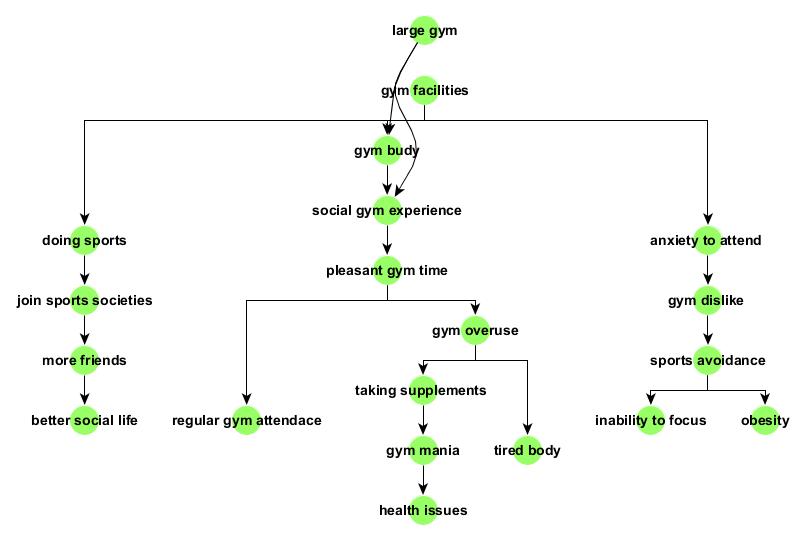 large gym
gym facilities
gym budy
social gym experience
doing sports
anxiety to attend
pleasant gym time
join sports societies
gym dislike
gym overuse
more friends
sports avoidance
taking supplements
better social life
regular gym attendace
inability to focus
obesity
gym mania
tired body
health issues